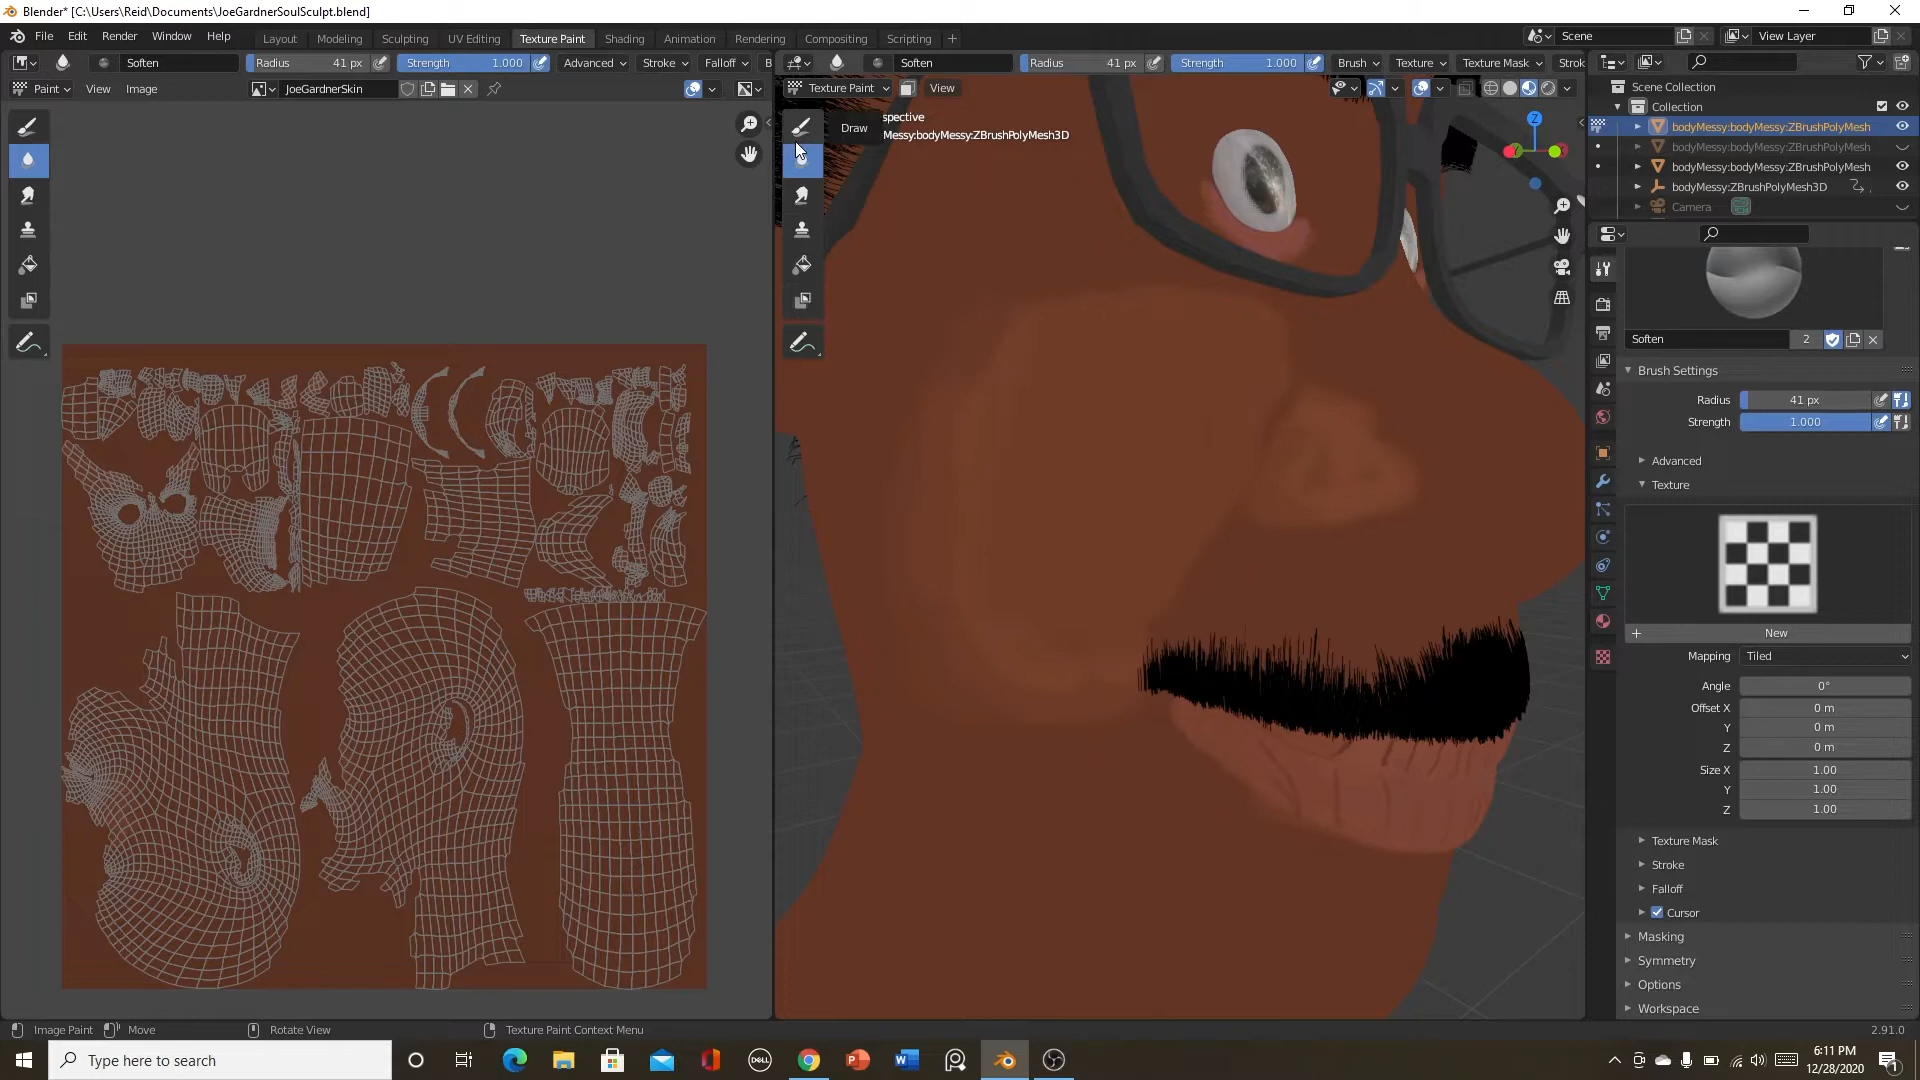 Blender* [C:\Users\Reid\Documents\JoeGardnerSoulSculpt.blend]
File Edit Render Window Help Layout Modeling Sculpting UV Editing Texture Paint Shading Animation Rendering Compositing Scripting + Scene View Layer
Soften Radius 41 px Strength 1.000 Advanced Stroke Falloff B Soften Radius 41 px Strength 1.000 Brush Texture Texture Mask Strok
Paint View Image JoeGardnerSkin Texture Paint View
Scene Collection
Collection
bodyMessy:bodyMessy:ZBrushPolyMesh
bodyMessy:bodyMessy:ZBrushPolyMesh
bodyMessy:bodyMessy:ZBrushPolyMesh
bodyMessy:ZBrushPolyMesh3D
Camera
spective
Draw
Messy:bodyMessy:ZBrushPolyMesh3D
Z
Soften 2
Brush Settings
Radius 41 px
Strength 1.000
Advanced
Texture
+ New
Mapping Tiled
Angle 0°
Offset X 0 m
Y 0 m
Z 0 m
Size X 1.00
Y 1.00
Z 1.00
Texture Mask
Stroke
Falloff
Cursor
Masking
Symmetry
Options
Workspace
Image Paint Move Rotate View Texture Paint Context Menu 2.91.0
Type here to search
DELL
6:11 PM
12/28/2020
1